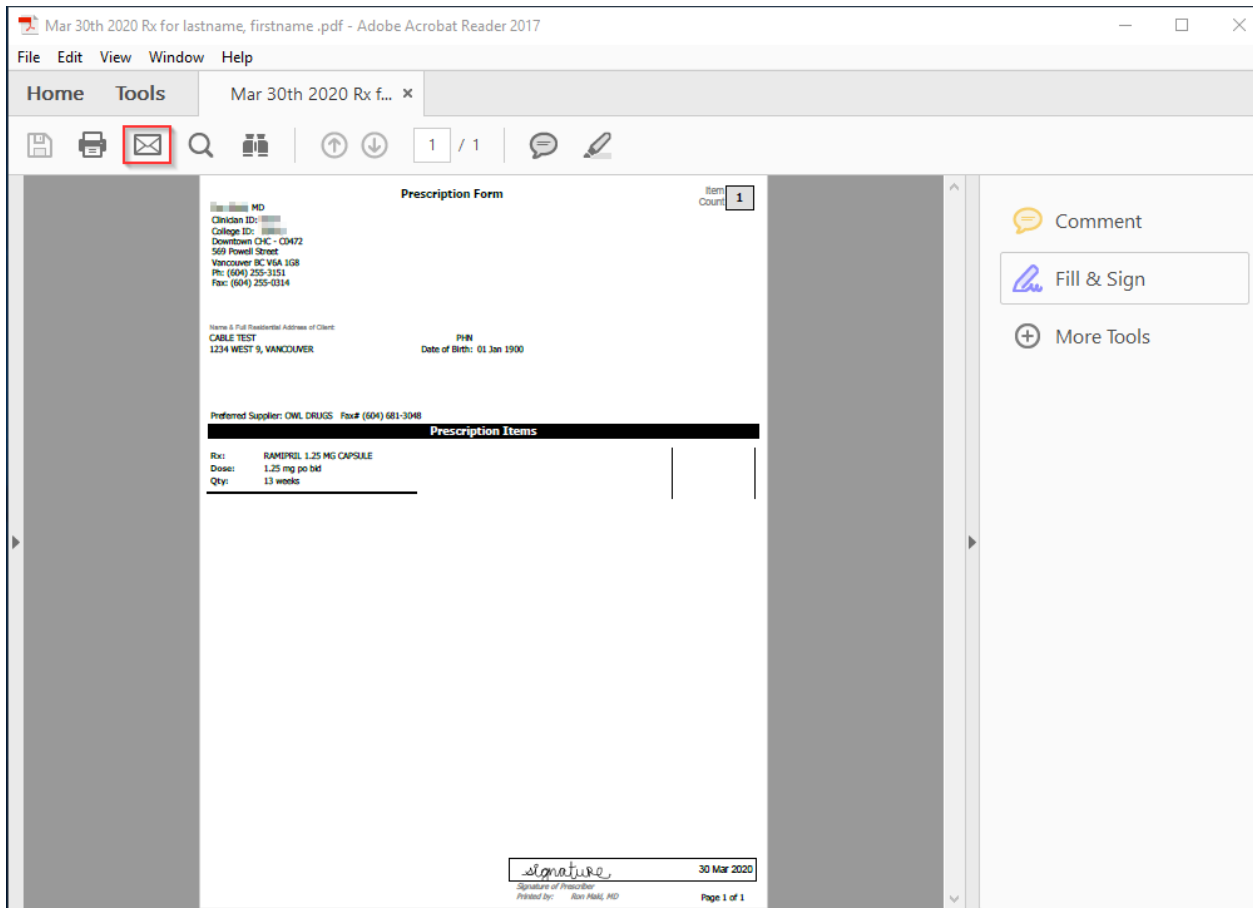 Mar 30th 2020 Rx for lastname, firstname .pdf - Adobe Acrobat Reader 2017
File Edit View Window Help
Home Tools Mar 30th 2020 Rx f... ×
1 / 1
Prescription Form
Item
Count 1
MD
Clinician ID:
College ID:
Downtown CHC - C0472
569 Powell Street
Vancouver BC V6A 1G8
Ph: (604) 255-3151
Fax: (604) 255-0314
Name & Full Residential Address of Client
CABLE TEST PHN
1234 WEST 9, VANCOUVER Date of Birth: 01 Jan 1900
Preferred Supplier: OWL DRUGS Fax# (604) 681-3048
Prescription Items
Rx: RAMIPRIL 1.25 MG CAPSULE
Dose: 1.25 mg po bid
Qty: 13 weeks
signature 30 Mar 2020
Signature of Prescriber
Printed by: Ron MD Page 1 of 1
Comment
Fill & Sign
More Tools